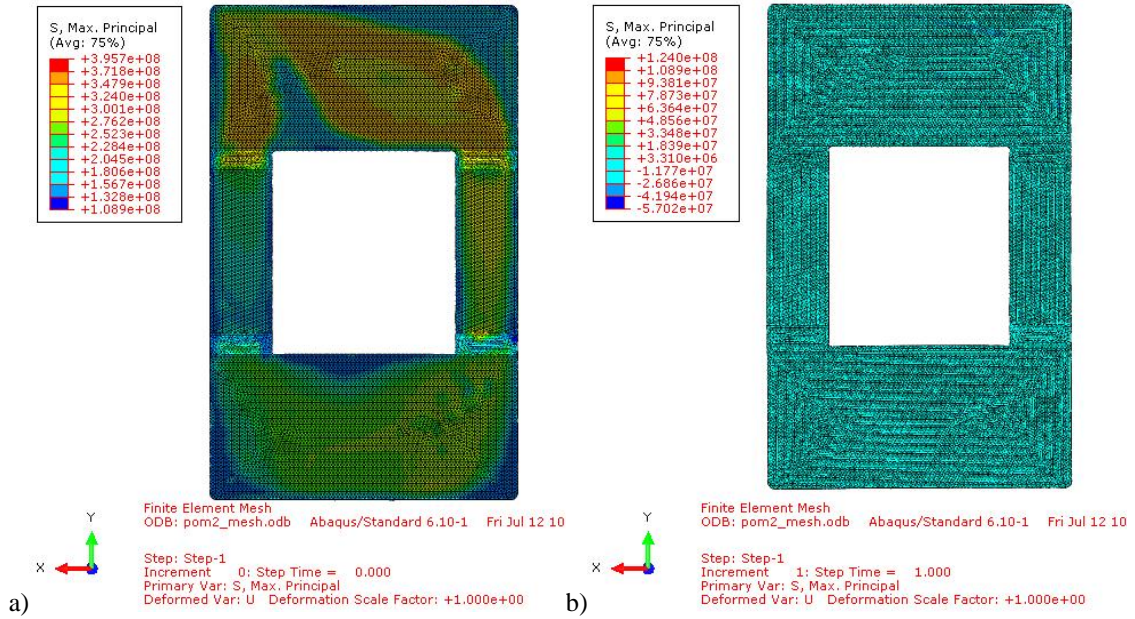 S, Max. Principal
(Avg: 75%)
+3.957e+08
+3.718e+08
+3.479e+08
+3.240e+08
+3.001e+08
+2.762e+08
+2.523e+08
+2.284e+08
+2.045e+08
+1.806e+08
+1.567e+08
+1.328e+08
+1.089e+08
Finite Element Mesh
ODB: pom2_mesh.odb Abaqus/Standard 6.10-1 Fri Jul 12 10
Y
X
Step: Step-1
Increment 0: Step Time = 0.000
Primary Var: S, Max. Principal
Deformed Var: U Deformation Scale Factor: +1.000e+00
a)
S, Max. Principal
(Avg: 75%)
+1.240e+08
+1.089e+08
+9.381e+07
+7.873e+07
+6.364e+07
+4.856e+07
+3.348e+07
+1.839e+07
+3.310e+06
-1.177e+07
-2.686e+07
-4.194e+07
-5.702e+07
Finite Element Mesh
ODB: pom2_mesh.odb Abaqus/Standard 6.10-1 Fri Jul 12 10
Y
X
Step: Step-1
Increment 1: Step Time = 1.000
Primary Var: S, Max. Principal
Deformed Var: U Deformation Scale Factor: +1.000e+00
b)